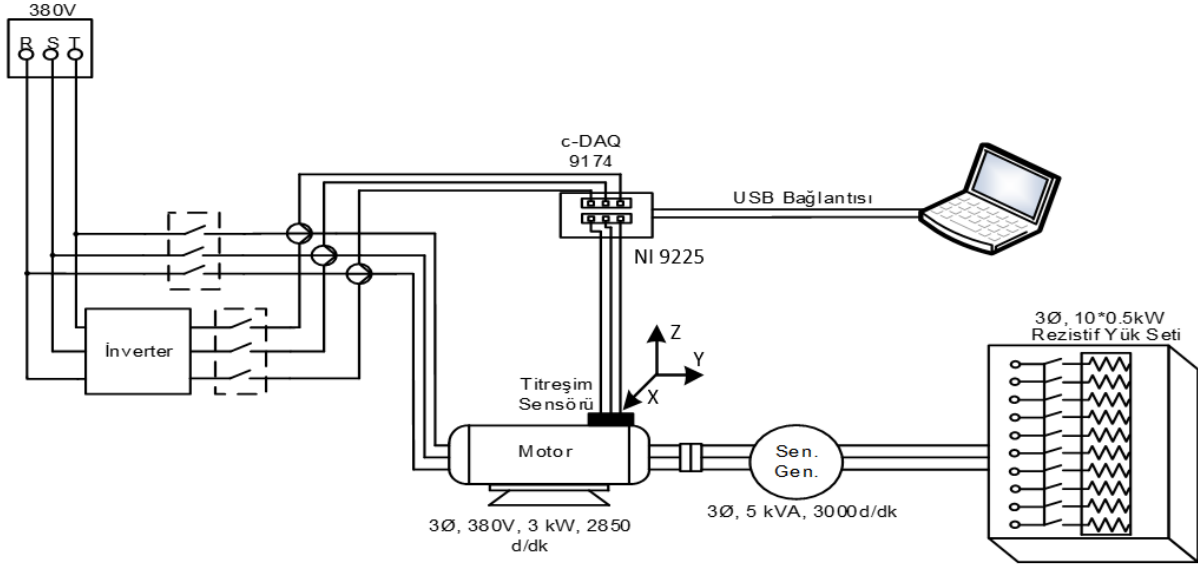 380V
R S T
c-DAQ
9174
USB Bağlantısı
NI 9225
İnverter
Z
Y
X
Titreşim
Sensörü
Motor
3Ø, 380V, 3 kW, 2850
d/dk
Sen.
Gen.
3Ø, 5 kVA, 3000d/dk
3Ø, 10*0.5kW
Rezistif Yük Seti